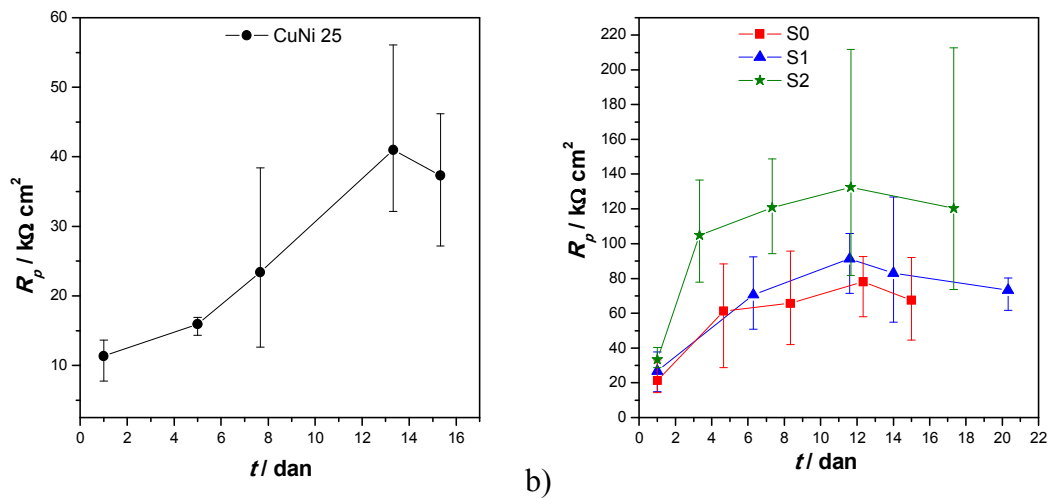 60
50
40
30
20
10
0 2 4 6 8 10 12 14 16
CuNi 25
R_p / kΩ cm²
t / dan
b)
220
200
180
160
140
120
100
80
60
40
20
0
0 2 4 6 8 10 12 14 16 18 20 22
S0
S1
S2
R_p / kΩ cm²
t / dan